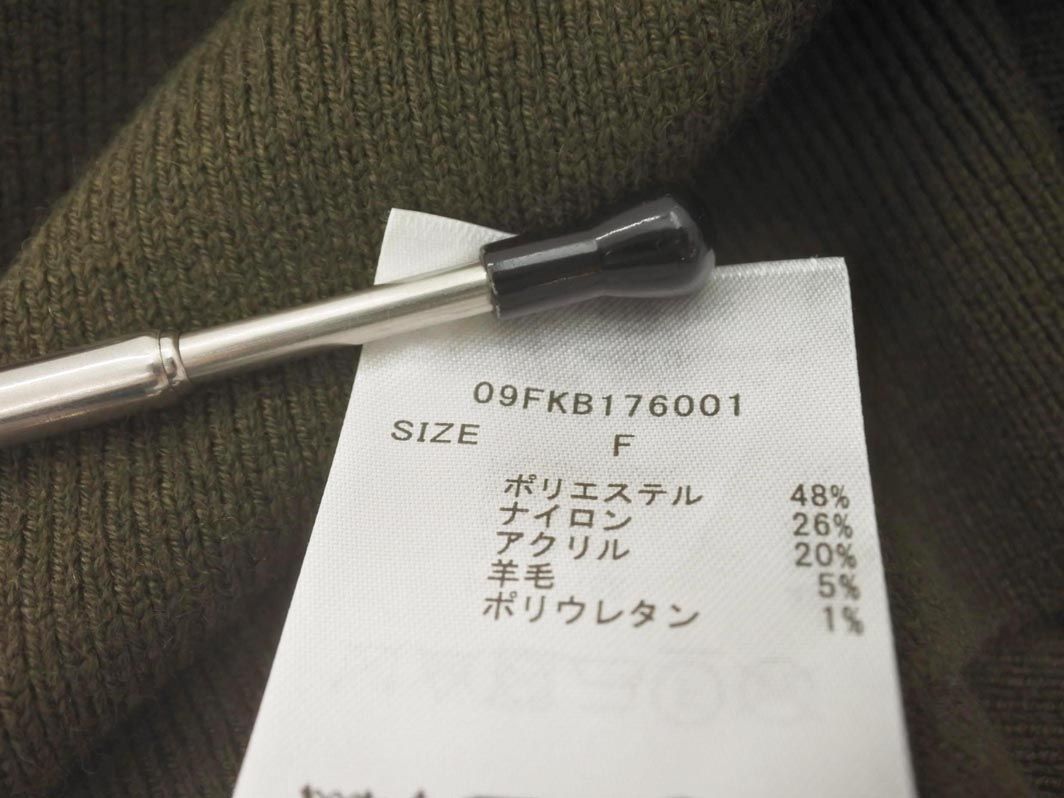 09FKB176001
SIZE F
ポリエステル 48%
ナイロン 26%
アクリル 20%
羊毛 5%
ポリウレタン 1%